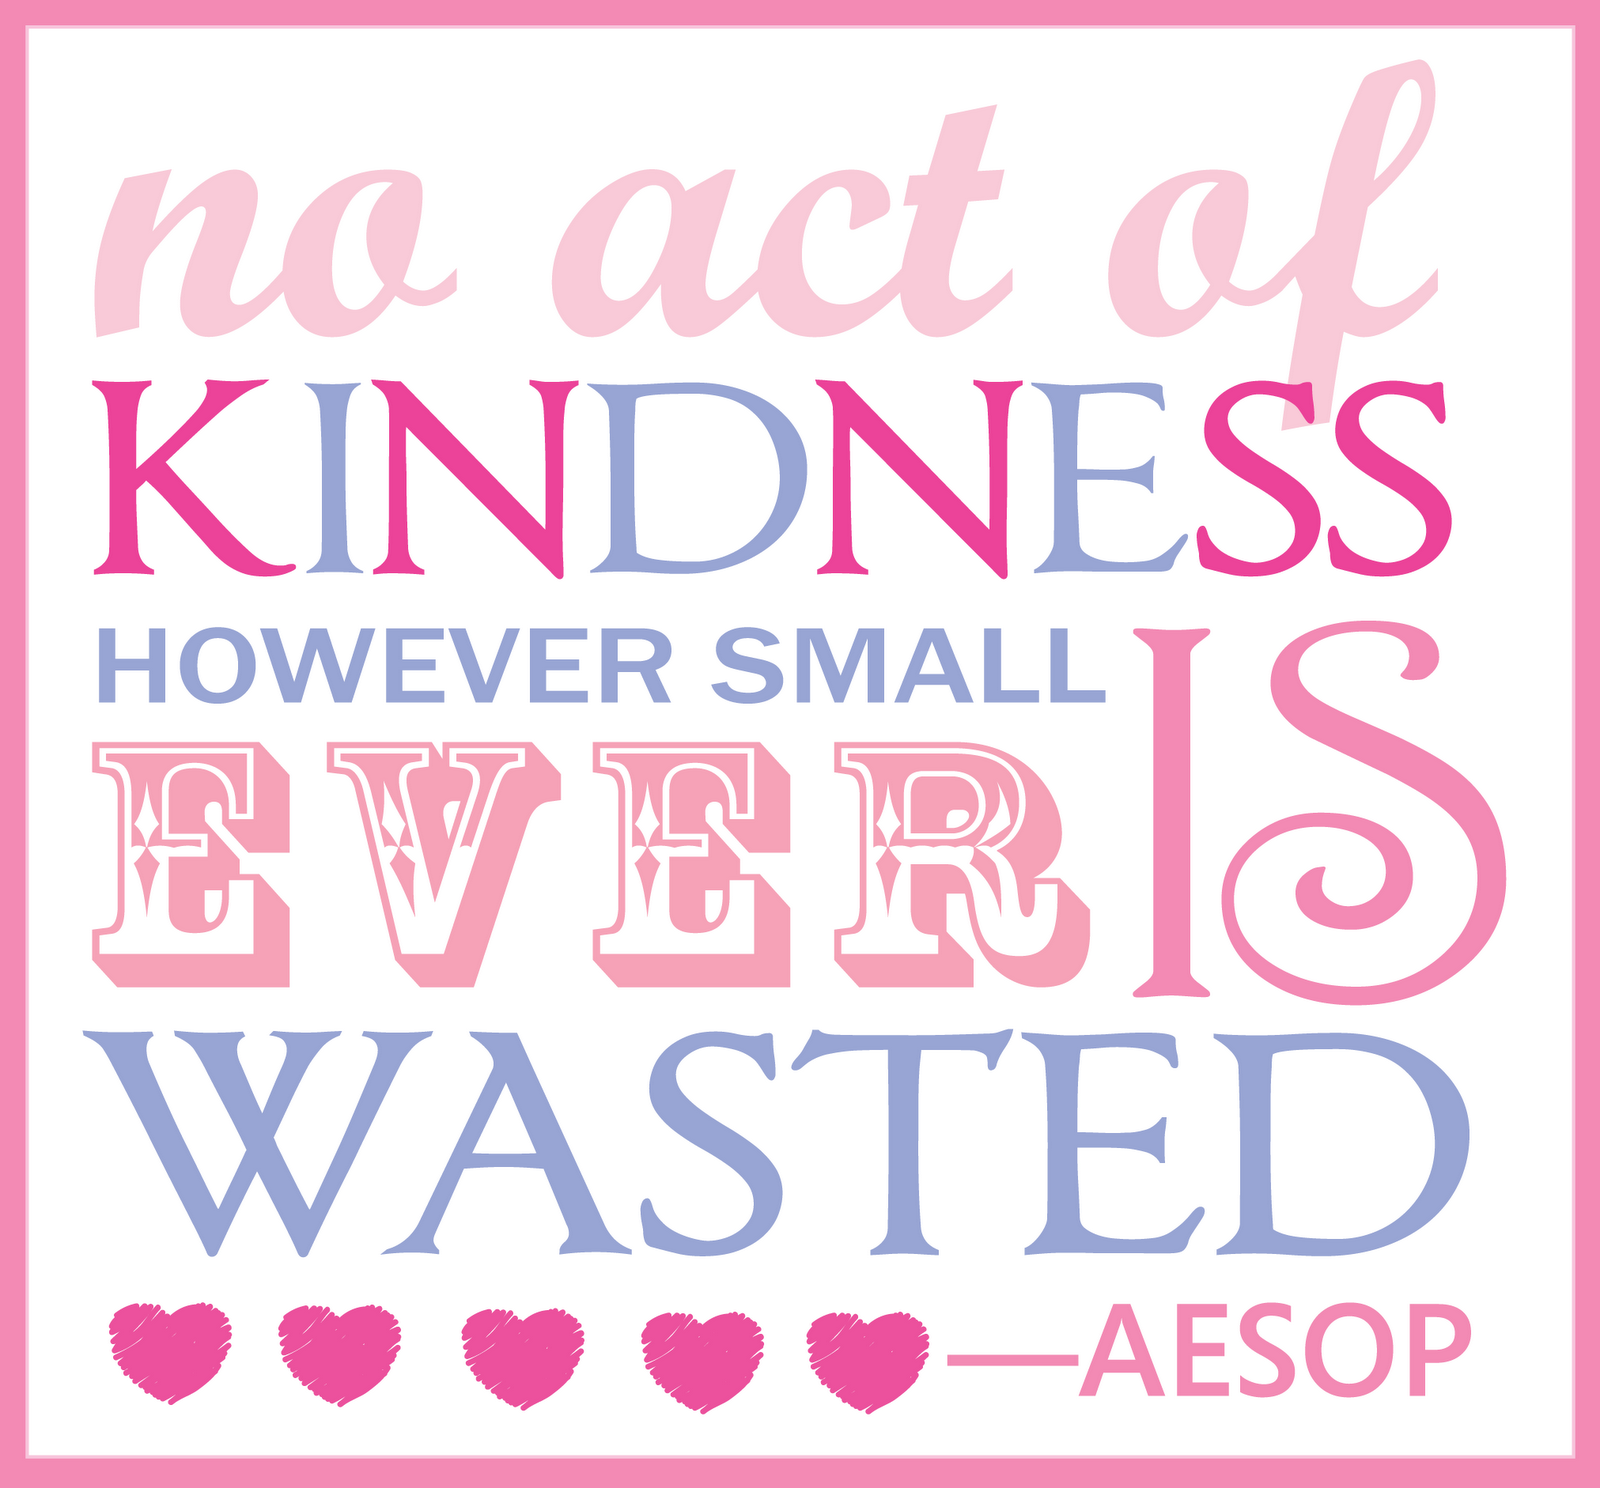 no act of
KINDNESS
HOWEVER SMALL
EVER IS
WASTED
—AESOP